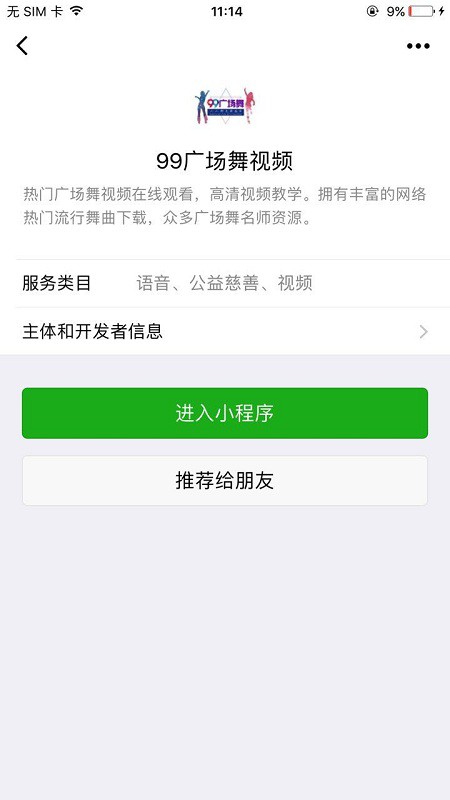 无 SIM 卡
11:14
9%
99广场舞
99广场舞视频
热门广场舞视频在线观看，高清视频教学。拥有丰富的网络
热门流行舞曲下载，众多广场舞名师资源。
服务类目 语音、公益慈善、视频
主体和开发者信息
进入小程序
推荐给朋友